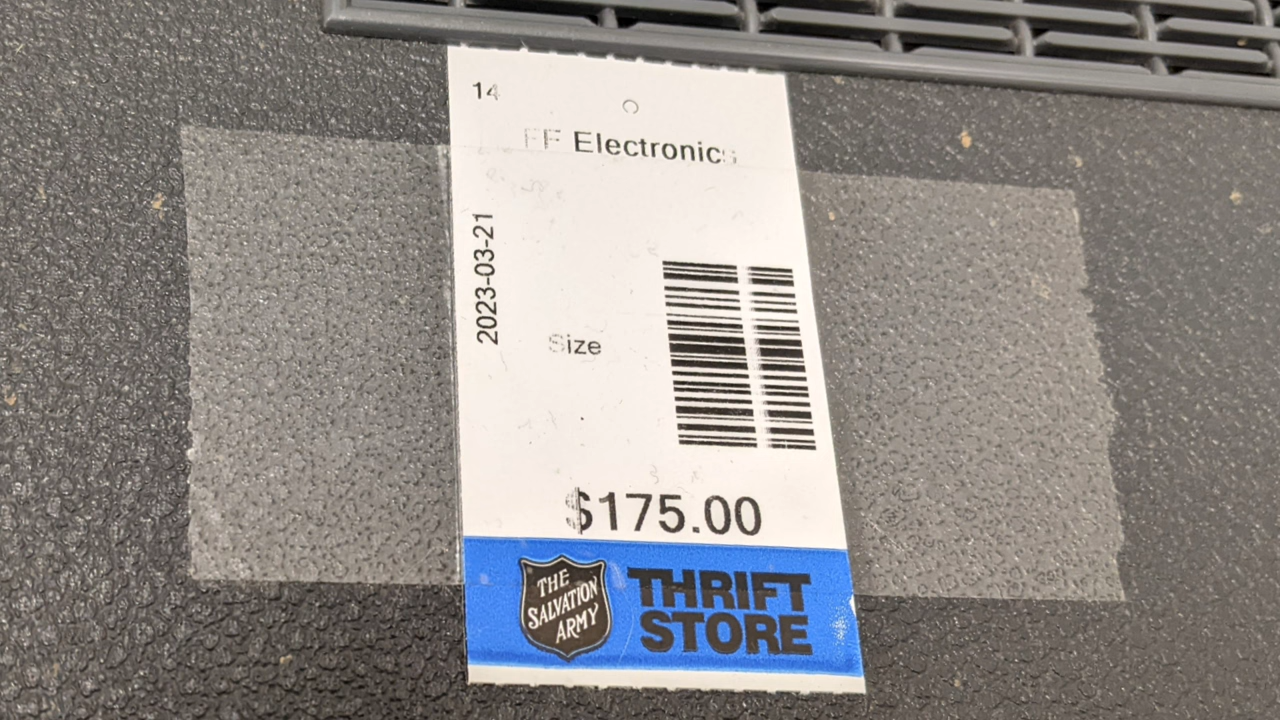 14
FF Electronics
2023-03-21
Size
$175.00
THE
SALVATION
ARMY
THRIFT
STORE